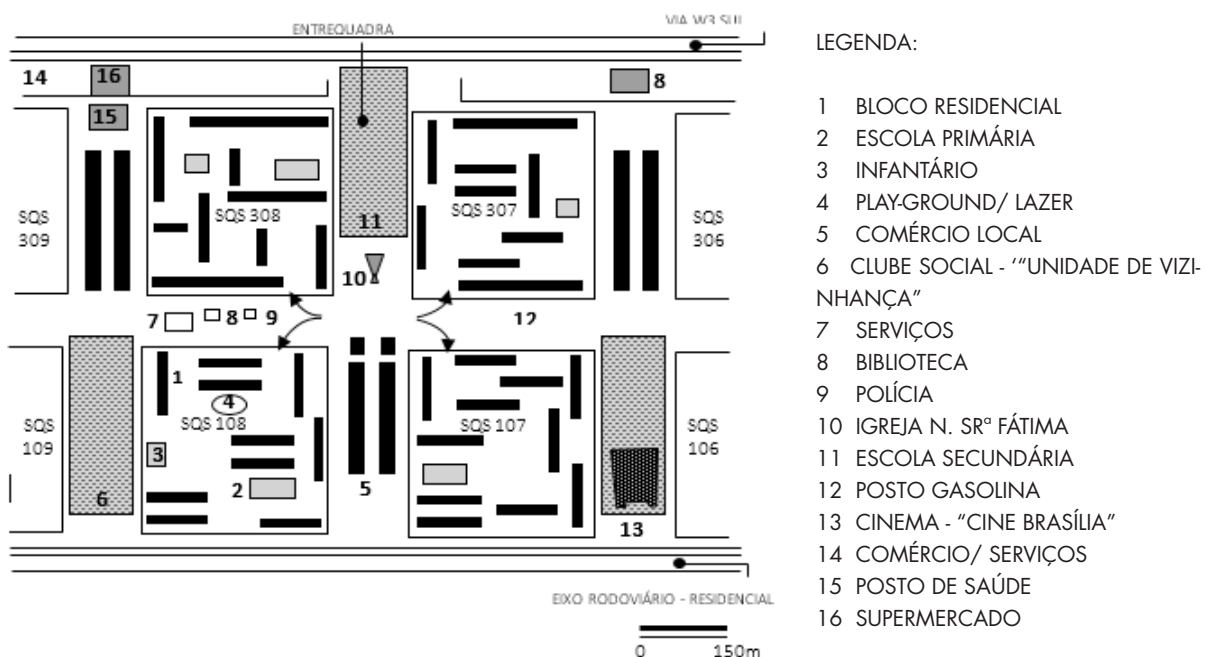 ENTREQUADRA
VIA W3 SUL
14
16
8
15
SQS
309
SQS 308
11
SQS 307
SQS
306
10
7
8
9
12
1
4
SQS
109
SQS 108
3
2
6
5
SQS 107
SQS
106
13
EIXO RODOVIÁRIO - RESIDENCIAL
0 150m
LEGENDA:
1 BLOCO RESIDENCIAL
2 ESCOLA PRIMÁRIA
3 INFANTÁRIO
4 PLAY-GROUND/ LAZER
5 COMÉRCIO LOCAL
6 CLUBE SOCIAL - ‘“UNIDADE DE VIZI-
NHANÇA”
7 SERVIÇOS
8 BIBLIOTECA
9 POLÍCIA
10 IGREJA N. SRª FÁTIMA
11 ESCOLA SECUNDÁRIA
12 POSTO GASOLINA
13 CINEMA - “CINE BRASÍLIA”
14 COMÉRCIO/ SERVIÇOS
15 POSTO DE SAÚDE
16 SUPERMERCADO